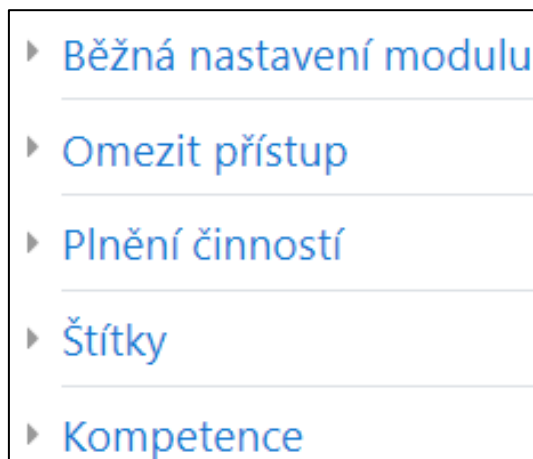 Běžná nastavení modulu
Omezit přístup
Plnění činností
Štítky
Kompetence